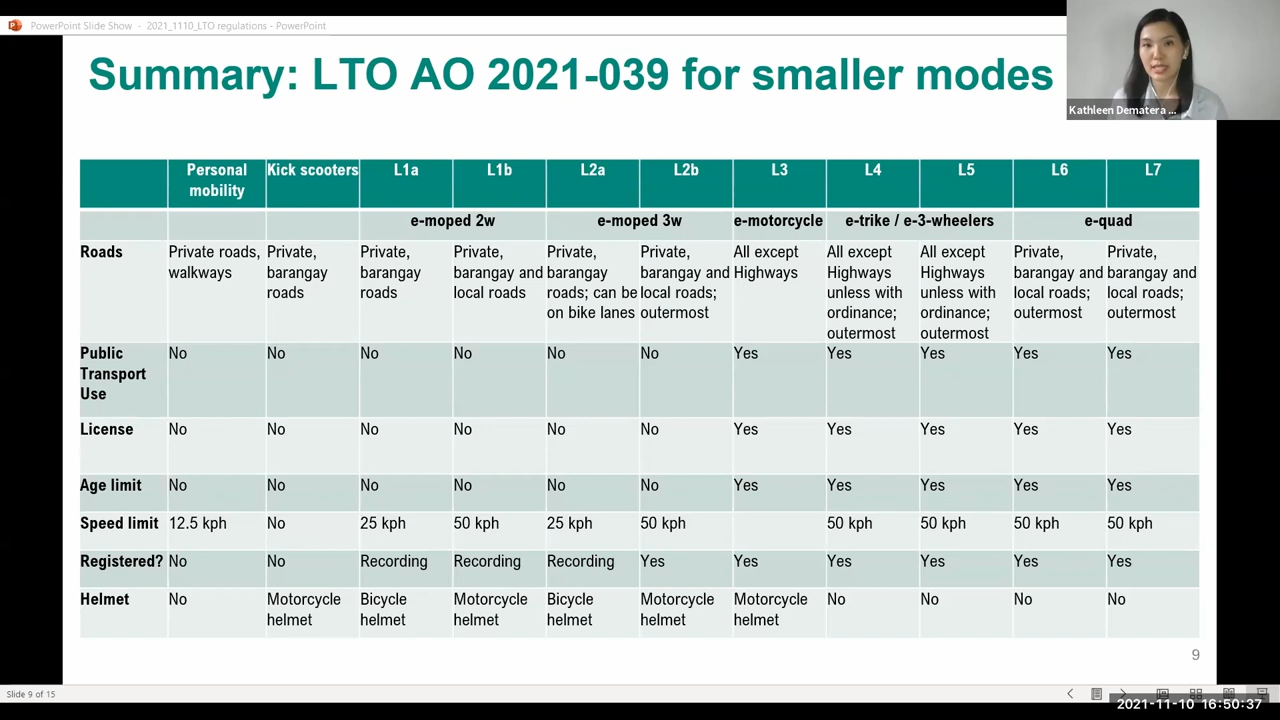 PowerPoint Slide Show - 2021_1110_LTO regulations - PowerPoint
Summary: LTO AO 2021-039 for smaller modes
Kathleen Dematera ...
Personal mobility Kick scooters L1a L1b L2a L2b L3 L4 L5 L6 L7
e-moped 2w e-moped 3w e-motorcycle e-trike / e-3-wheelers e-quad
Roads Private roads, walkways Private, barangay roads Private, barangay roads Private, barangay and local roads Private, barangay roads; can be on bike lanes Private, barangay and local roads; outermost All except Highways All except Highways unless with ordinance; outermost All except Highways unless with ordinance; outermost Private, barangay and local roads; outermost Private, barangay and local roads; outermost
Public Transport Use No No No No No No Yes Yes Yes Yes Yes
License No No No No No No Yes Yes Yes Yes Yes
Age limit No No No No No No Yes Yes Yes Yes Yes
Speed limit 12.5 kph No 25 kph 50 kph 25 kph 50 kph 50 kph 50 kph 50 kph 50 kph
Registered? No No Recording Recording Recording Yes Yes Yes Yes Yes Yes
Helmet No Motorcycle helmet Bicycle helmet Motorcycle helmet Bicycle helmet Motorcycle helmet Motorcycle helmet No No No No
9
Slide 9 of 15
2021-11-10 16:50:37